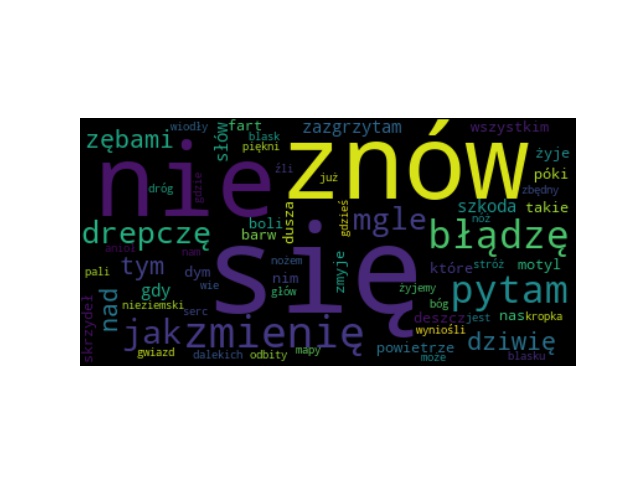 wiodły fart zazgrzytam wszystkim
zębami słów blask piękni znów
nie źli już żyje
dróg gdzie póki zbędny
drepczę boli dusza gdzieś mgle szkoda takie
barw nóż błądzę
anioł nam się
pali tym dym nożem zmyje które stróż motyl
wie nim
skrzydeł nad gdy głów żyjemy bóg pytam
nieziemski serc deszcz jest nas kropka
jak zmienię wyniośli dziwię
gwiazd dalekich odbity mapy powietrze może blasku